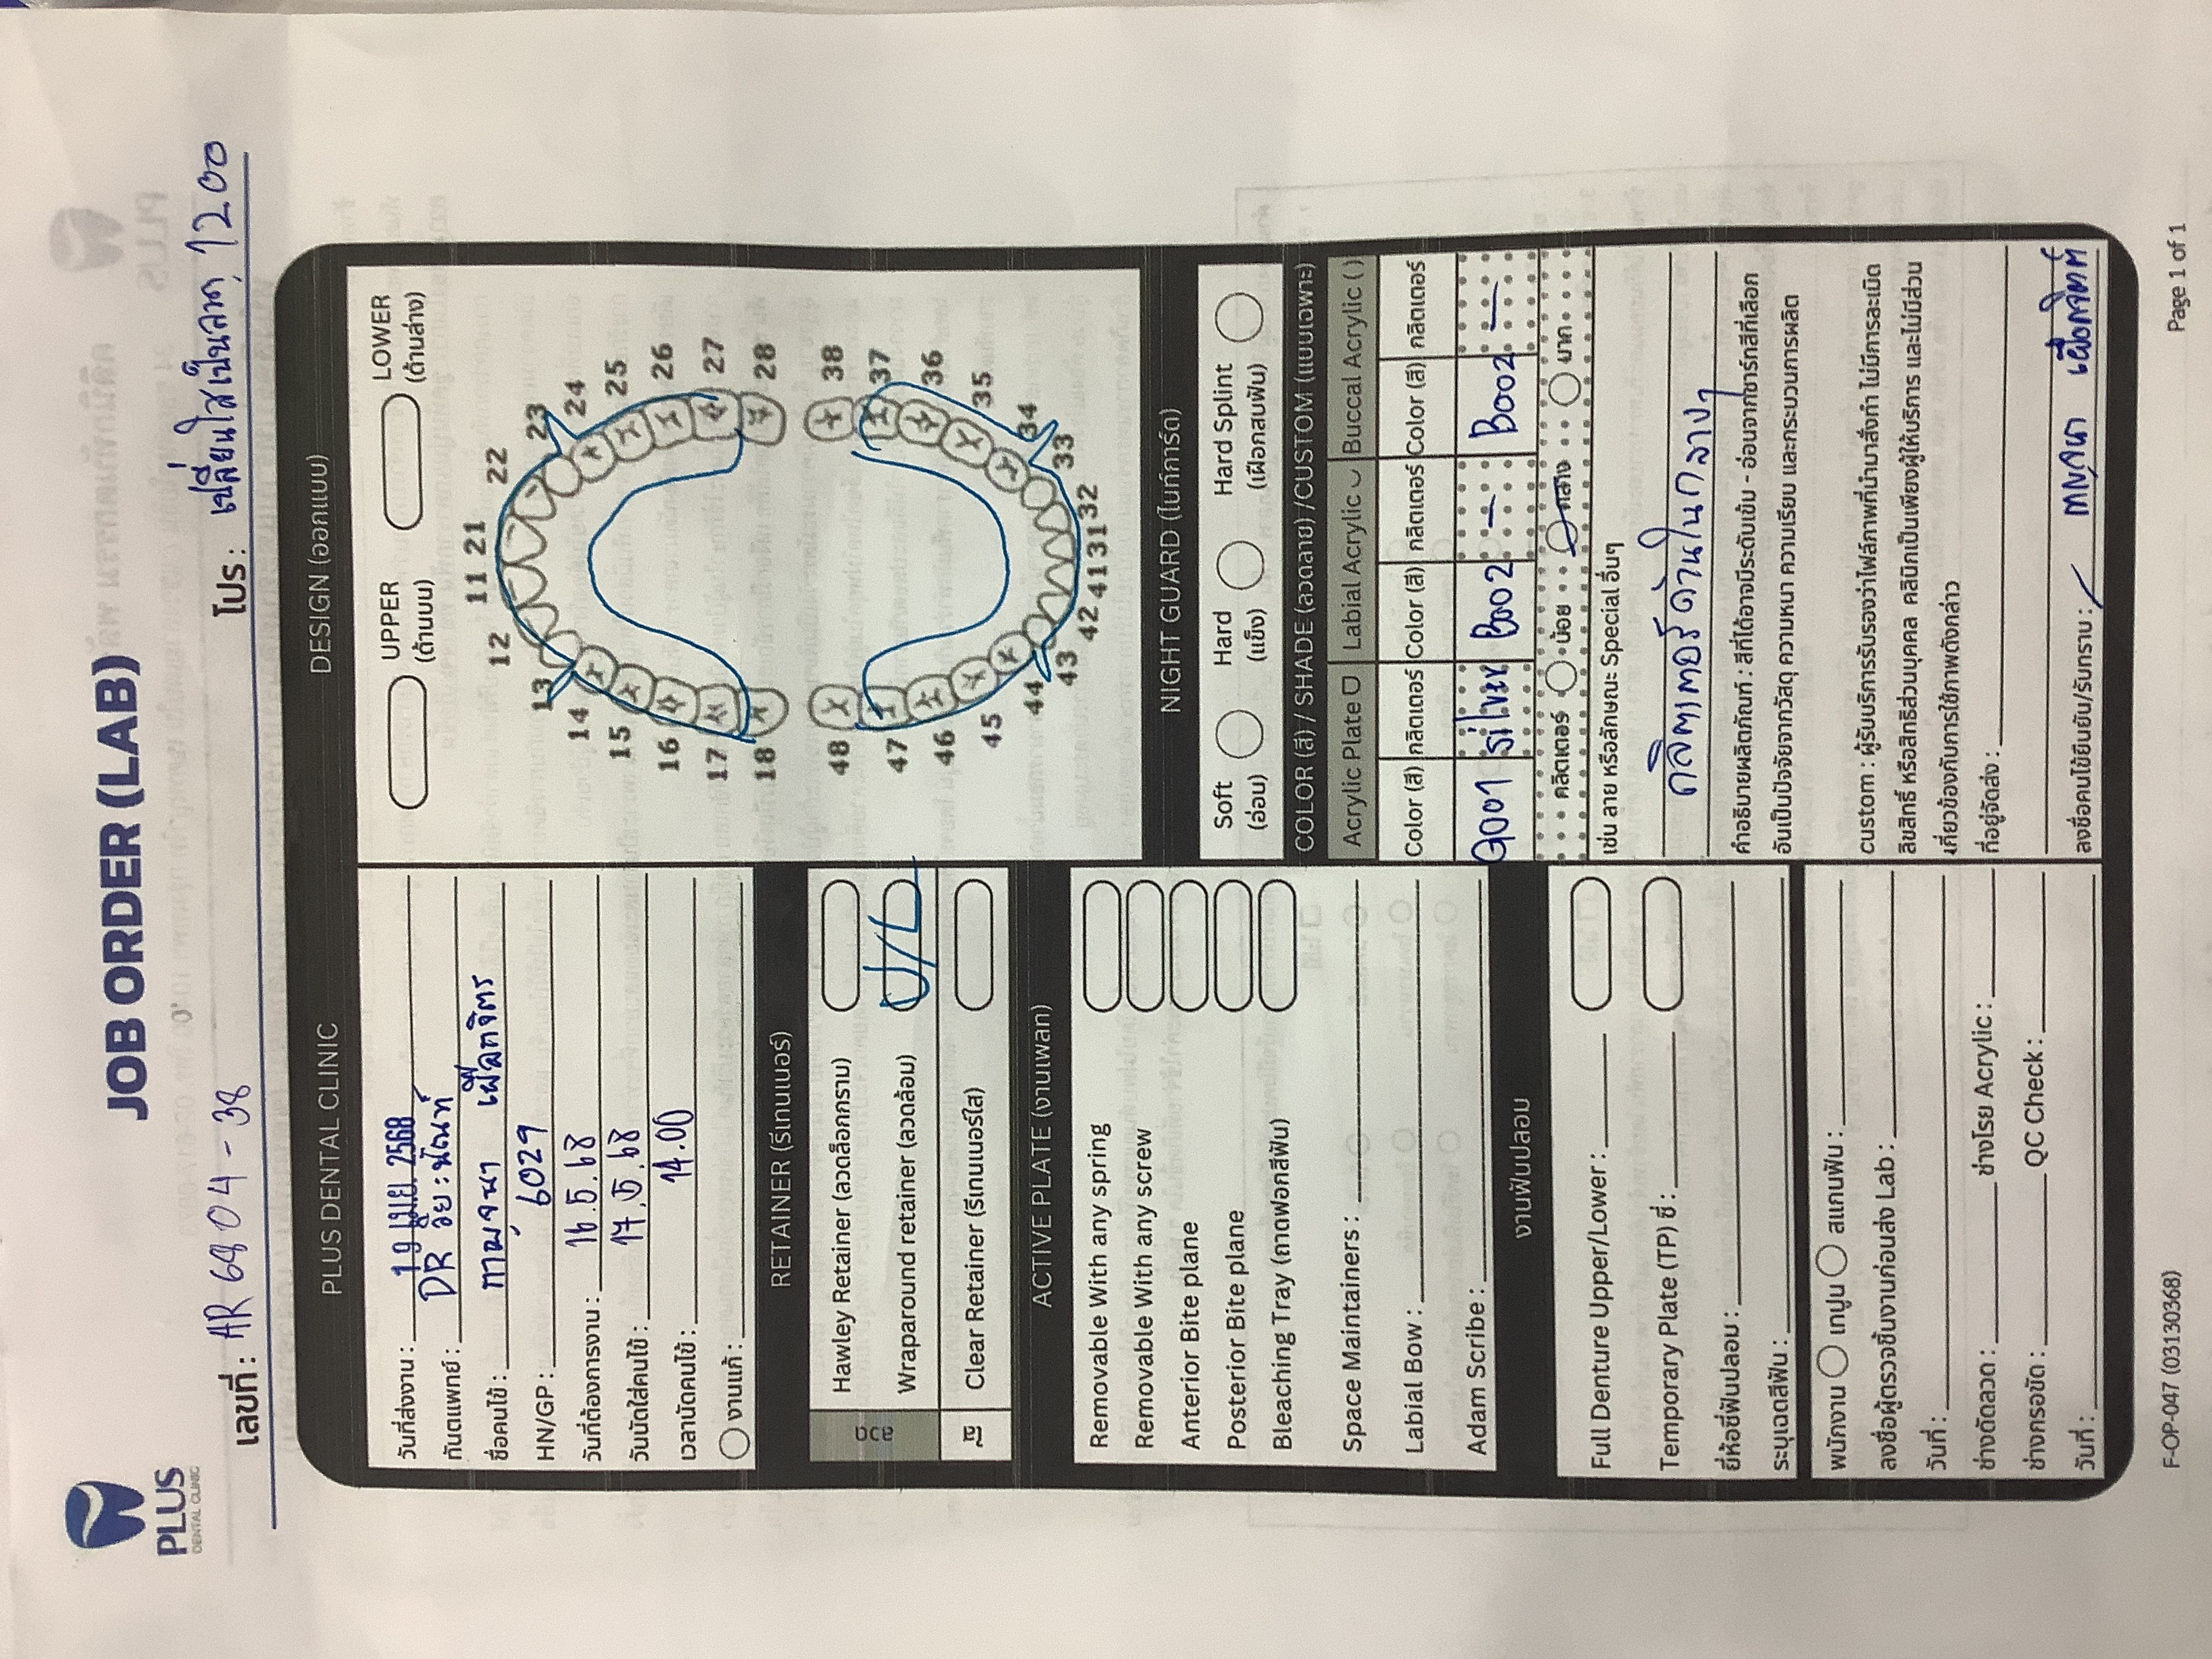 PLUS
DENTAL CLINIC
JOB ORDER (LAB)
เลขที่ : AR 6804 - 38
โปร : เปลี่ยนใสเป็นลวด 1200
PLUS DENTAL CLINIC
วันที่ส่งงาน : 19 เม.ย. 2568
ทันตแพทย์ : DR
ชื่อคนไข้ : กาญจนา เผือกจิตร
HN/GP : 6029
วันที่ต้องการงาน : 16.5.68
วันนัดใส่คนไข้ : 17.5.68
เวลานัดคนไข้ : 14.00
งานแก้ :
RETAINER (รีเทนเนอร์)
ลวด
Hawley Retainer (ลวดล็อกกราม)
Wraparound retainer (ลวดล้อม) U/L
ใส
Clear Retainer (รีเทนเนอร์ใส)
ACTIVE PLATE (งานเพลท)
Removable With any spring
Removable With any screw
Anterior Bite plane
Posterior Bite plane
Bleaching Tray (ถาดฟอกสีฟัน)
Space Maintainers :
Labial Bow :
Adam Scribe :
งานฟันปลอม
Full Denture Upper/Lower :
Temporary Plate (TP) ซี่ :
ยี่ห้อซี่ฟันปลอม :
ระบุเฉดสีฟัน :
พนักงาน เทปูน สแกนฟัน :
ลงชื่อผู้ตรวจชิ้นงานก่อนส่ง Lab :
วันที่ :
ช่างดัดลวด : ช่างโรย Acrylic :
ช่างกรอขัด : QC Check :
วันที่ :
DESIGN (ออกแบบ)
UPPER (ด้านบน) LOWER (ด้านล่าง)
11 21
12 22
13 23
14 24
15 25
16 26
17 27
18 28
48 38
47 37
46 36
45 35
44 34
43 33
42 41 31 32
NIGHT GUARD (ไนท์การ์ด)
Soft (อ่อน) Hard (แข็ง) Hard Splint (เฝือกสบฟัน)
COLOR (สี) / SHADE (ลวดลาย) /CUSTOM (แบบเฉพาะ)
Acrylic Plate Labial Acrylic Buccal Acrylic ( )
Color (สี) กลิตเตอร์ Color (สี) กลิตเตอร์ Color (สี) กลิตเตอร์
G001 silver B002 - B002 -
กลิตเตอร์ น้อย กลาง มาก
เช่น ลาย หรือลักษณะ Special อื่นๆ
กลิตเตอร์ด้านในกลางๆ
คำอธิบายผลิตภัณฑ์ : สีที่ได้อาจมีระดับเข้ม - อ่อนจากชาร์ทสีที่เลือก
อันเป็นปัจจัยจากวัสดุ ความหนา ความเรียบ และกระบวนการผลิต
custom : ผู้รับบริการรับรองว่าไฟล์ภาพที่นำมาสั่งทำ ไม่มีการละเมิด
ลิขสิทธิ์ หรือสิทธิส่วนบุคคล คลินิกเป็นเพียงผู้ให้บริการ และไม่มีส่วน
เกี่ยวข้องกับการใช้ภาพดังกล่าว
ที่อยู่จัดส่ง :
ลงชื่อคนไข้ยืนยัน/รับทราบ : กาญจนา เผือกจิตต์
F-OP-047 (03130368)
Page 1 of 1